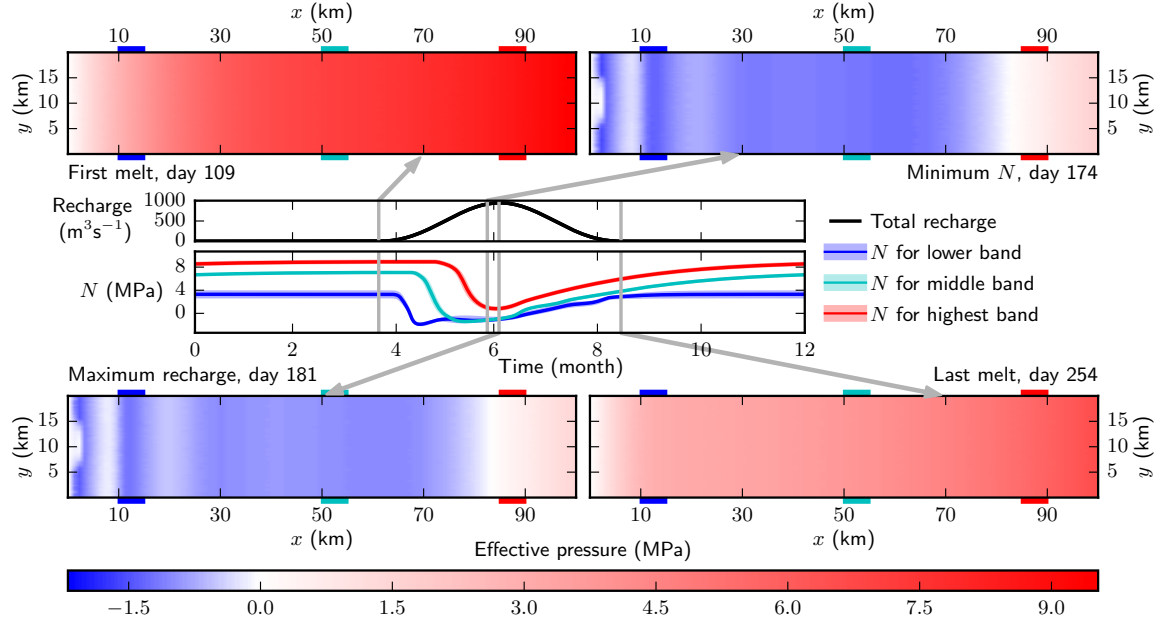 x (km) x (km)
10 30 50 70 90 10 30 50 70 90
y (km) 15 10 5 15 10 5 y (km)
First melt, day 109 Minimum N, day 174
Recharge (m³s⁻¹) 1000 500 0
Total recharge
N for lower band
N for middle band
N for highest band
N (MPa) 8 4 0
0 2 4 6 8 10 12
Time (month)
Maximum recharge, day 181 Last melt, day 254
y (km) 15 10 5 15 10 5 y (km)
10 30 50 70 90 10 30 50 70 90
x (km) x (km)
Effective pressure (MPa)
−1.5 0.0 1.5 3.0 4.5 6.0 7.5 9.0